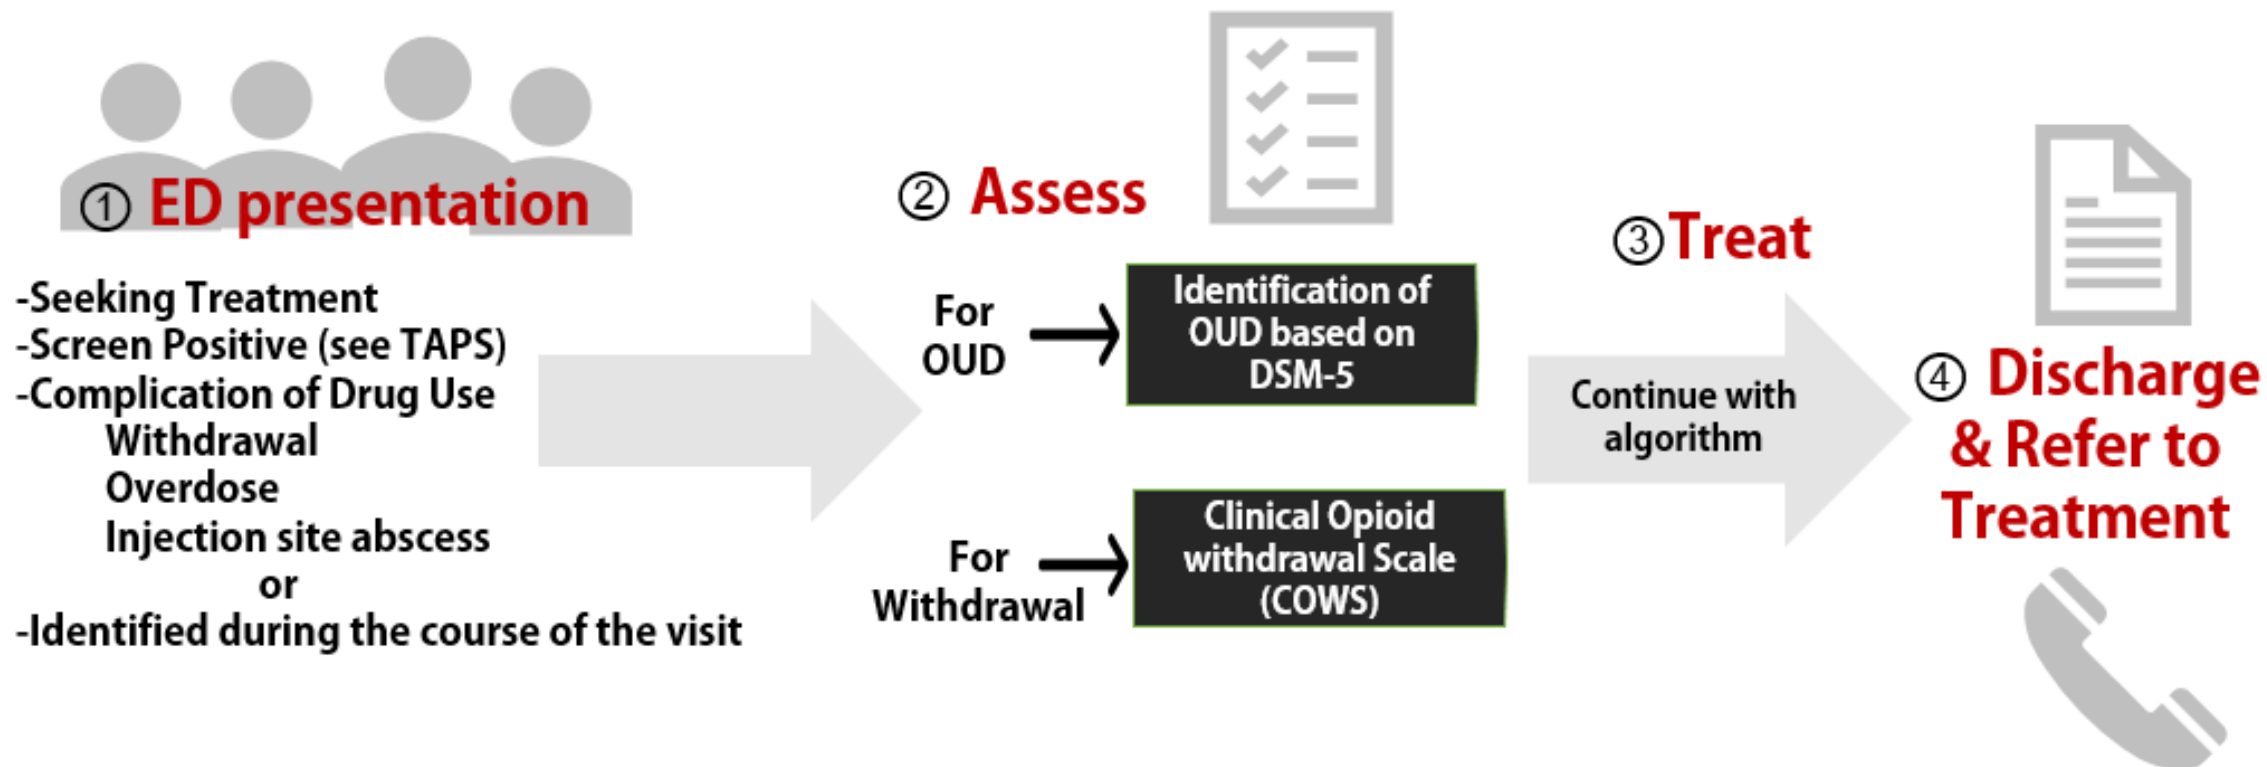 ① ED presentation
-Seeking Treatment
-Screen Positive (see TAPS)
-Complication of Drug Use
Withdrawal
Overdose
Injection site abscess
or
-Identified during the course of the visit
② Assess
For
OUD
Identification of
OUD based on
DSM-5
For
Withdrawal
Clinical Opioid
withdrawal Scale
(COWS)
③Treat
Continue with
algorithm
④ Discharge
& Refer to
Treatment